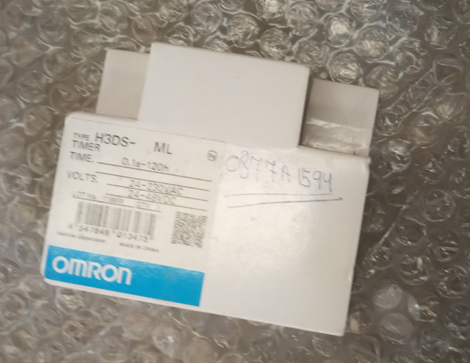 TYPE H3DS- ML
TIMER
TIME. 0.1s-120h
VOLTS. 24-230VAC
24-48VDC
MADE IN CHINA
OMRON
0877A1594